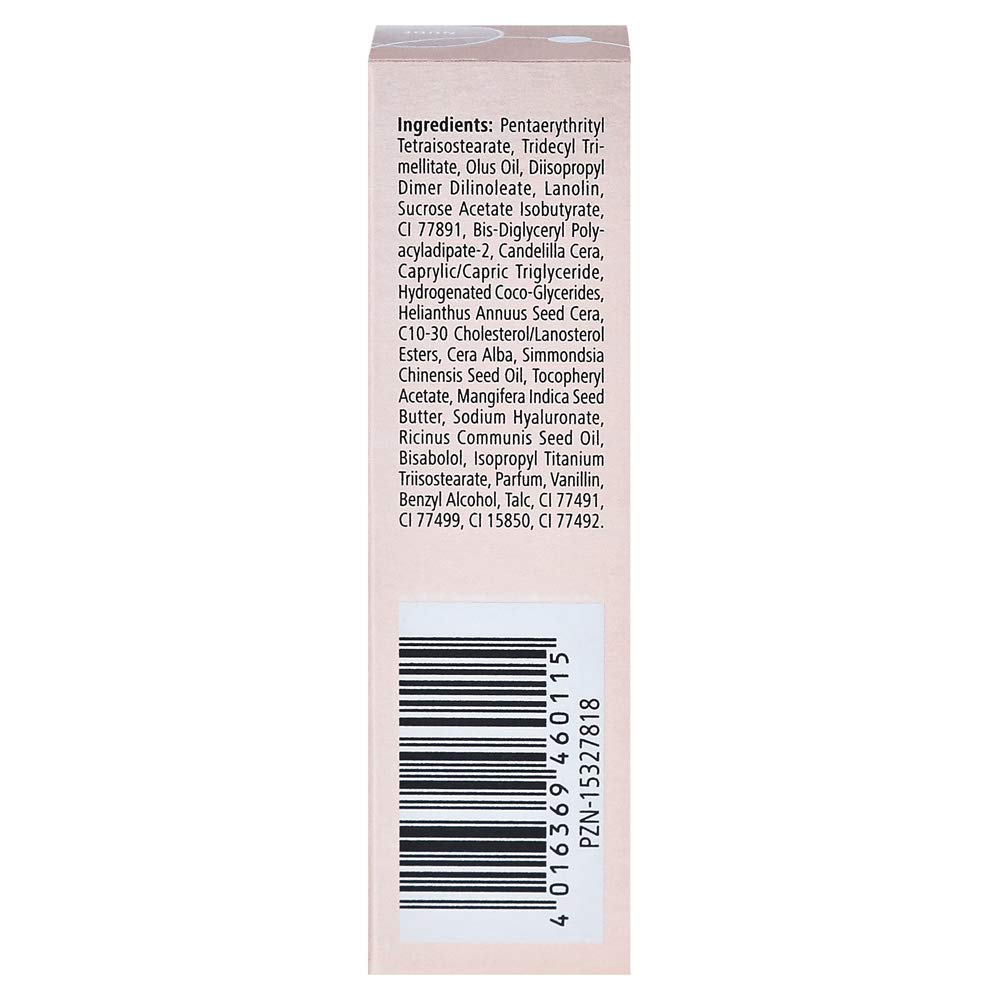 NUDE
Ingredients: Pentaerythrityl
Tetraisostearate, Tridecyl Tri-
mellitate, Olus Oil, Diisopropyl
Dimer Dilinoleate, Lanolin,
Sucrose Acetate Isobutyrate,
CI 77891, Bis-Diglyceryl Poly-
acyladipate-2, Candelilla Cera,
Caprylic/Capric Triglyceride,
Hydrogenated Coco-Glycerides,
Helianthus Annuus Seed Cera,
C10-30 Cholesterol/Lanosterol
Esters, Cera Alba, Simmondsia
Chinensis Seed Oil, Tocopheryl
Acetate, Mangifera Indica Seed
Butter, Sodium Hyaluronate,
Ricinus Communis Seed Oil,
Bisabolol, Isopropyl Titanium
Triisostearate, Parfum, Vanillin,
Benzyl Alcohol, Talc, CI 77491,
CI 77499, CI 15850, CI 77492.
4 016369 460115
PZN-15327818